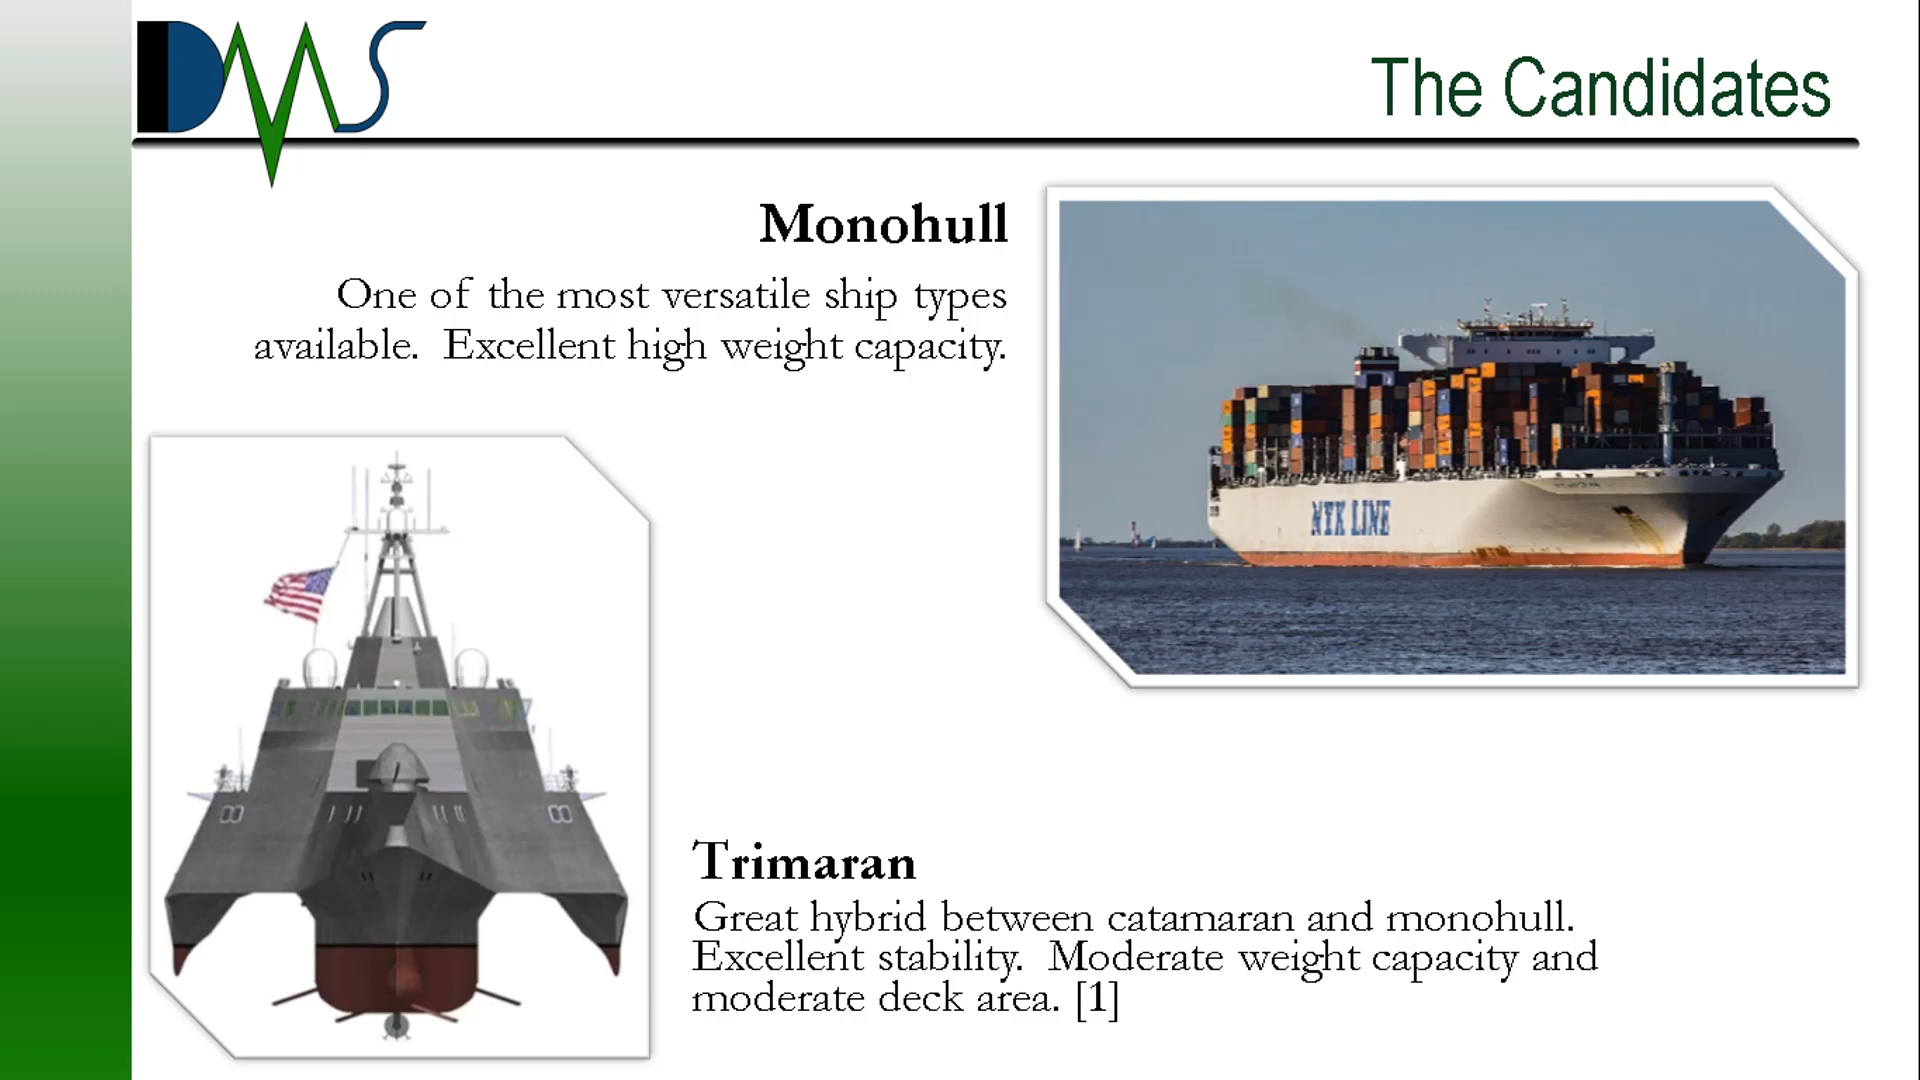 DMS
The Candidates
Monohull
One of the most versatile ship types
available. Excellent high weight capacity.
NYK LINE
Trimaran
Great hybrid between catamaran and monohull.
Excellent stability. Moderate weight capacity and
moderate deck area. [1]